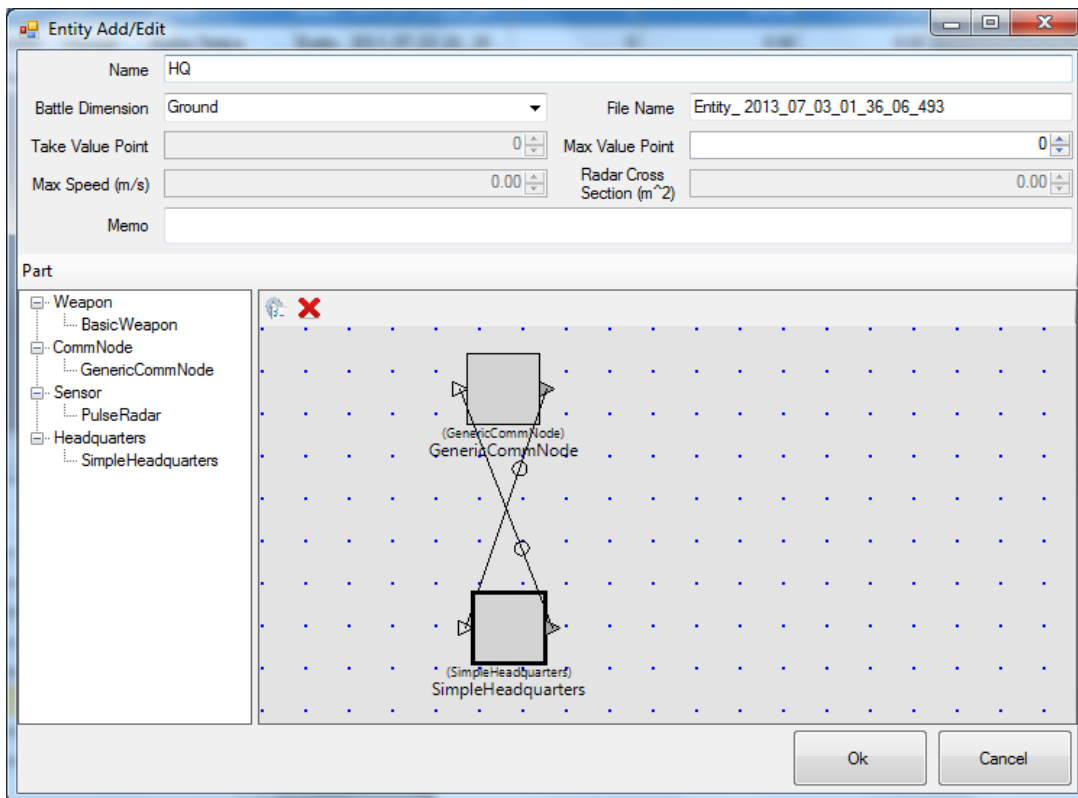 Entity Add/Edit
Name HQ
Battle Dimension Ground File Name Entity_ 2013_07_03_01_36_06_493
Take Value Point 0 Max Value Point 0
Max Speed (m/s) 0.00 Radar Cross
Section (m^2) 0.00
Memo
Part
Weapon
BasicWeapon
CommNode
GenericCommNode
Sensor
PulseRadar
Headquarters
SimpleHeadquarters
(GenericCommNode)
GenericCommNode
(SimpleHeadquarters)
SimpleHeadquarters
Ok Cancel